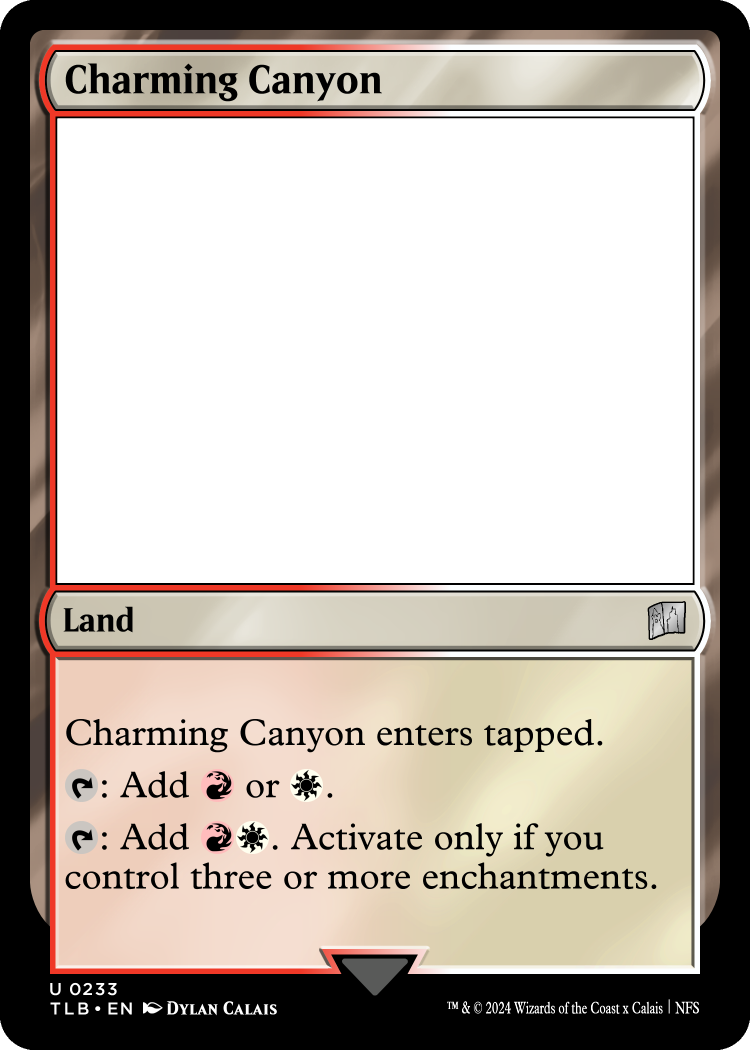 Charming Canyon
Land
Charming Canyon enters tapped.
: Add or .
: Add . Activate only if you
control three or more enchantments.
U 0233
TLB • EN DYLAN CALAIS
™ & © 2024 Wizards of the Coast x Calais | NFS